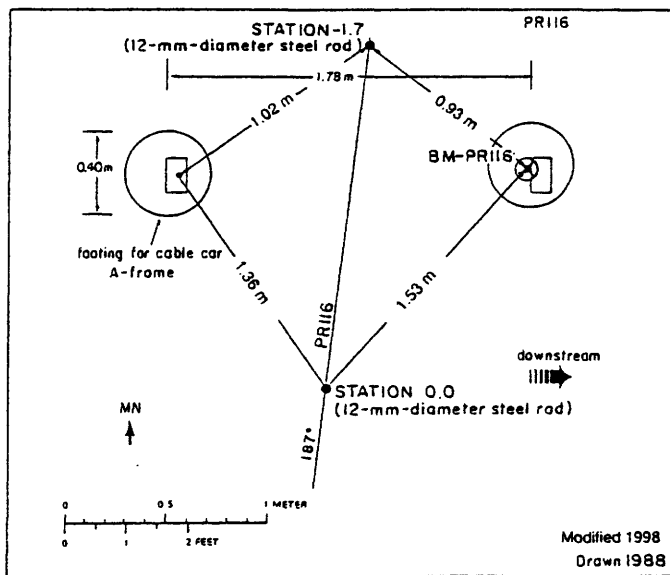 PR116
STATION-1.7
(12-mm-diameter steel rod)
1.78m
1.02 m
0.93 m
BM-PR116
0.40m
footing for cable car
A-frame
1.36 m
1.53 m
PR116
downstream
STATION 0.0
(12-mm-diameter steel rod)
MN
187°
0 0.5 1 METER
0 1 2 FEET
Modified 1998
Drawn 1988